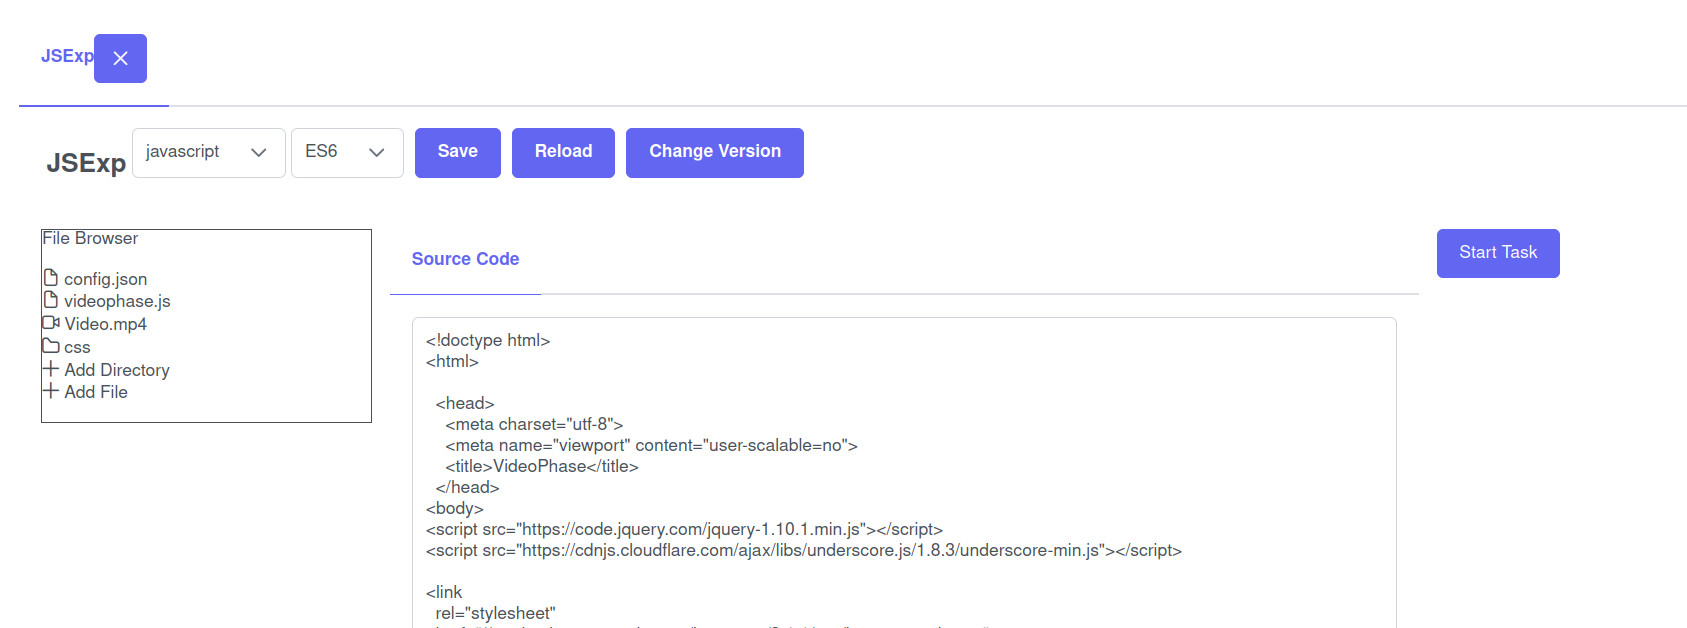 JSExp
JSExp javascript ES6 Save Reload Change Version
File Browser
config.json
videophase.js
Video.mp4
css
Add Directory
Add File
Source Code
<!doctype html>
<html>
<head>
<meta charset="utf-8">
<meta name="viewport" content="user-scalable=no">
<title>VideoPhase</title>
</head>
<body>
<script src="https://code.jquery.com/jquery-1.10.1.min.js"></script>
<script src="https://cdnjs.cloudflare.com/ajax/libs/underscore.js/1.8.3/underscore-min.js"></script>
<link
rel="stylesheet"
Start Task